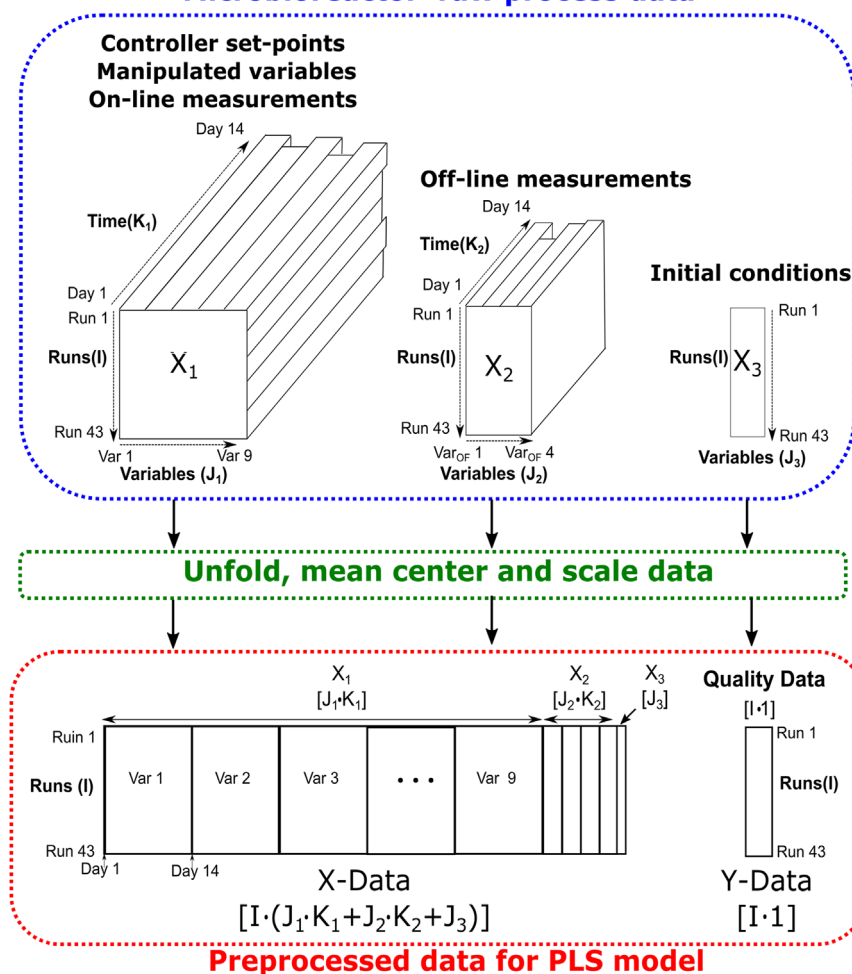 Controller set-points
Manipulated variables
On-line measurements
Day 14
Time(K₁)
Day 1
Run 1
Runs(I)
X₁
Run 43
Var 1
Var 9
Variables (J₁)
Off-line measurements
Day 14
Time(K₂)
Day 1
Run 1
Runs(I)
X₂
Run 43
Var_OF 1
Var_OF 4
Variables (J₂)
Initial conditions
Run 1
Runs(I)
X₃
Run 43
Variables (J₃)
Unfold, mean center and scale data
X₁
[J₁·K₁]
X₂
[J₂·K₂]
X₃
[J₃]
Ruin 1
Runs (I)
Run 43
Var 1
Var 2
Var 3
• • •
Var 9
Day 1
Day 14
X-Data
[I·(J₁·K₁+J₂·K₂+J₃)]
Quality Data
[I·1]
Run 1
Runs(I)
Run 43
Y-Data
[I·1]
Preprocessed data for PLS model